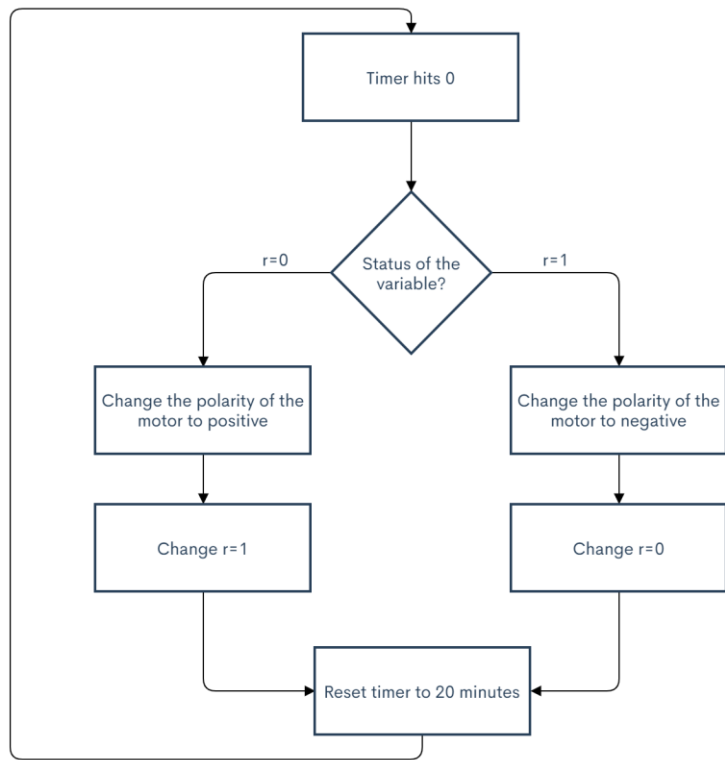 Timer hits 0
r=0
Status of the
variable?
r=1
Change the polarity of the
motor to positive
Change the polarity of the
motor to negative
Change r=1
Change r=0
Reset timer to 20 minutes